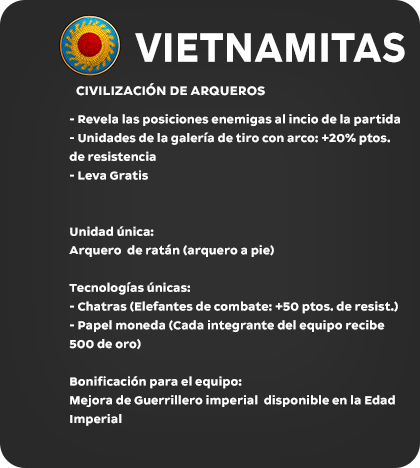 VIETNAMITAS
CIVILIZACIÓN DE ARQUEROS
- Revela las posiciones enemigas al incio de la partida
- Unidades de la galería de tiro con arco: +20% ptos.
de resistencia
- Leva Gratis
Unidad única:
Arquero de ratán (arquero a pie)
Tecnologías únicas:
- Chatras (Elefantes de combate: +50 ptos. de resist.)
- Papel moneda (Cada integrante del equipo recibe
500 de oro)
Bonificación para el equipo:
Mejora de Guerrillero imperial disponible en la Edad
Imperial